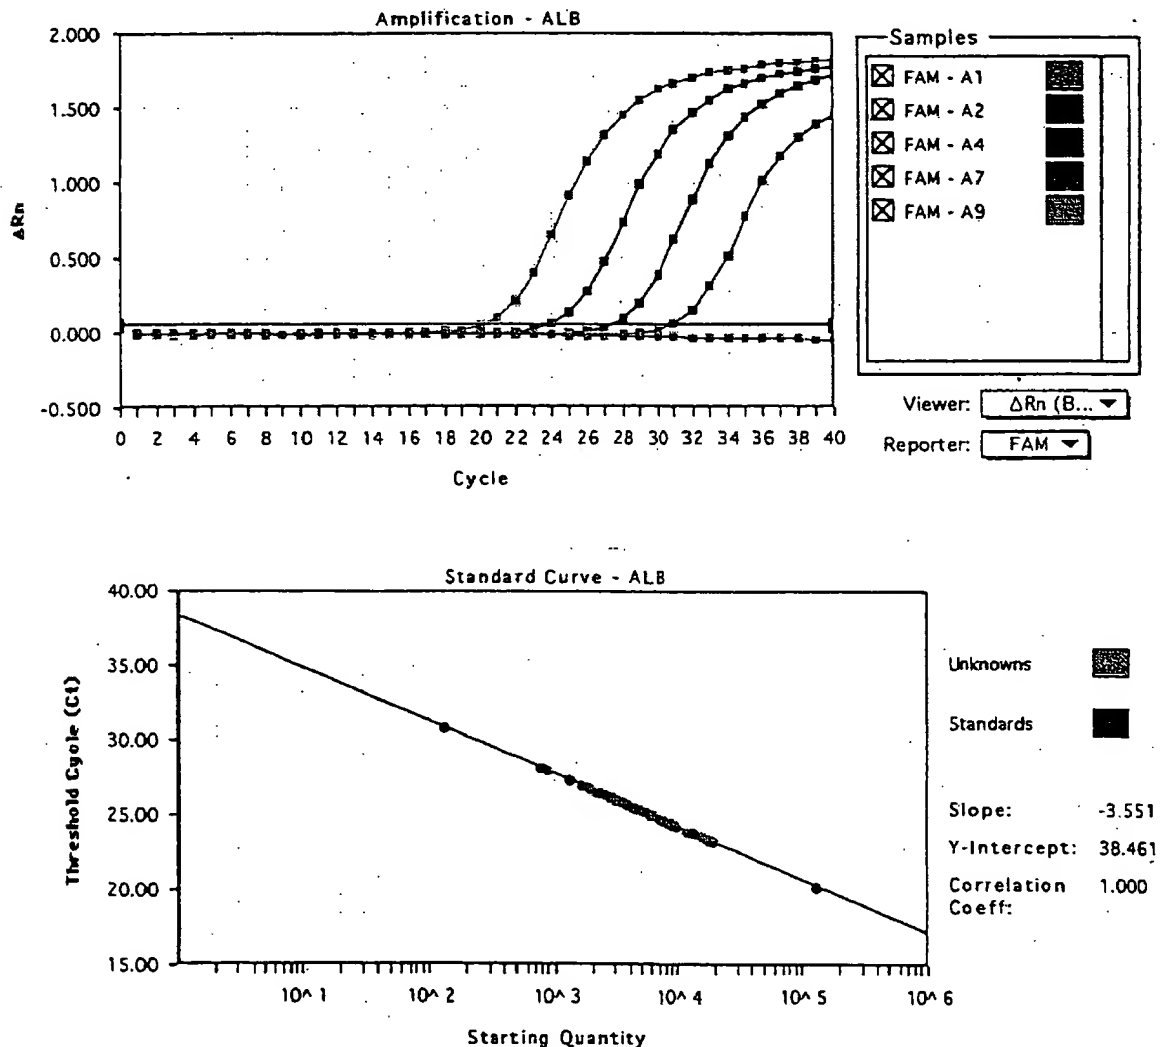 Amplification - ALB
2.000
1.500
1.000
0.500
0.000
-0.500
ΔRn
0 2 4 6 8 10 12 14 16 18 20 22 24 26 28 30 32 34 36 38 40
Cycle
Samples
FAM - A1
FAM - A2
FAM - A4
FAM - A7
FAM - A9
Viewer: ΔRn (B...
Reporter: FAM
Standard Curve - ALB
40.00
35.00
30.00
25.00
20.00
15.00
Threshold Cycle (Ct)
10^1 10^2 10^3 10^4 10^5 10^6
Starting Quantity
Unknowns
Standards
Slope: -3.551
Y-Intercept: 38.461
Correlation 1.000
Coeff: